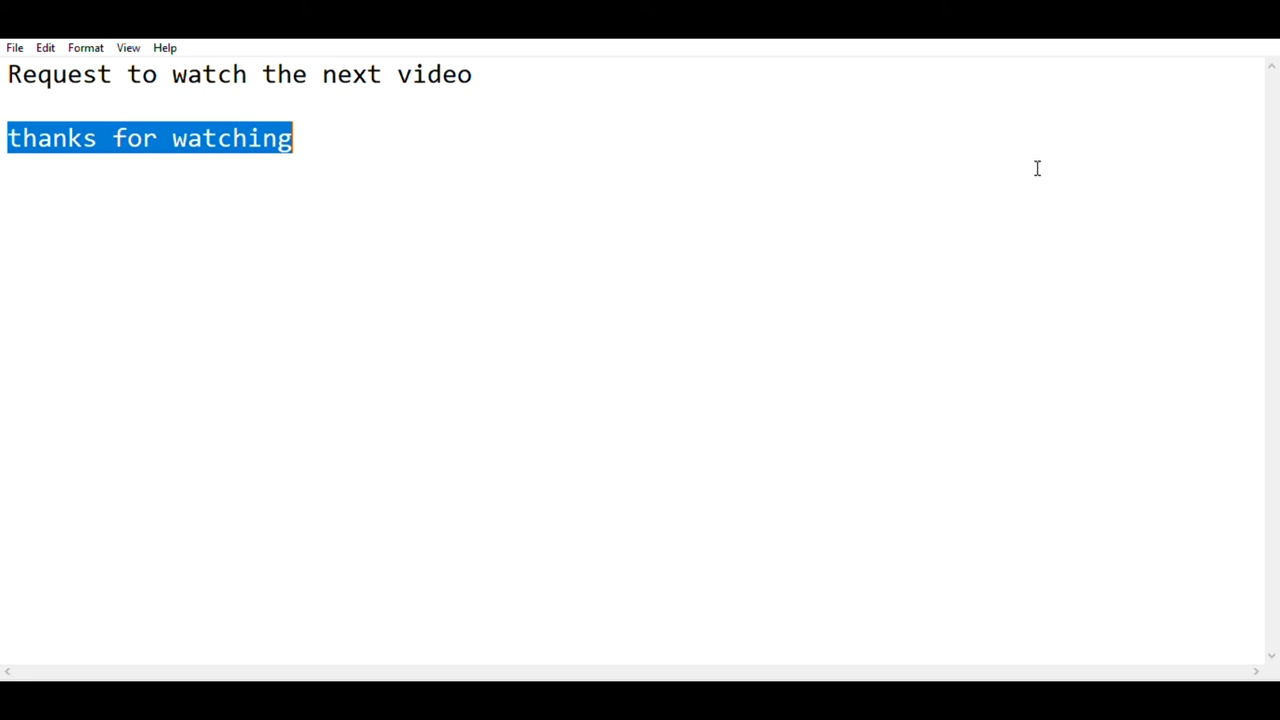 File Edit Format View Help
Request to watch the next video
thanks for watching